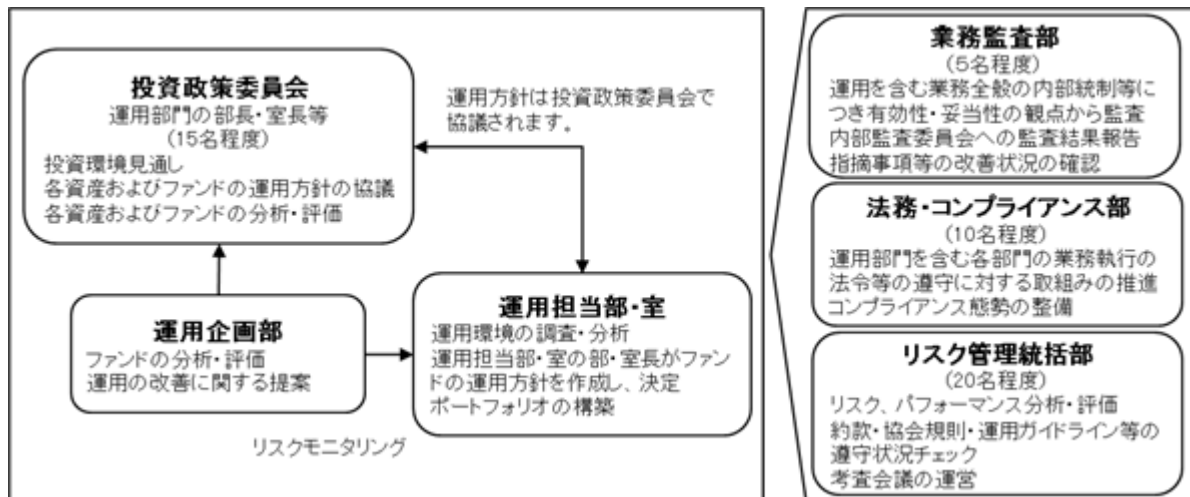 投資政策委員会
運用部門の部長・室長等
(15名程度)
投資環境見通し
各資産およびファンドの運用方針の協議
各資産およびファンドの分析・評価
運用方針は投資政策委員会で
協議されます。
運用企画部
ファンドの分析・評価
運用の改善に関する提案
運用担当部・室
運用環境の調査・分析
運用担当部・室の部・室長がファン
ドの運用方針を作成し、決定
ポートフォリオの構築
リスクモニタリング
業務監査部
(5名程度)
運用を含む業務全般の内部統制等に
つき有効性・妥当性の観点から監査
内部監査委員会への監査結果報告
指摘事項等の改善状況の確認
法務・コンプライアンス部
(10名程度)
運用部門を含む各部門の業務執行の
法令等の遵守に対する取組みの推進
コンプライアンス態勢の整備
リスク管理統括部
(20名程度)
リスク、パフォーマンス分析・評価
約款・協会規則・運用ガイドライン等の
遵守状況チェック
考査会議の運営